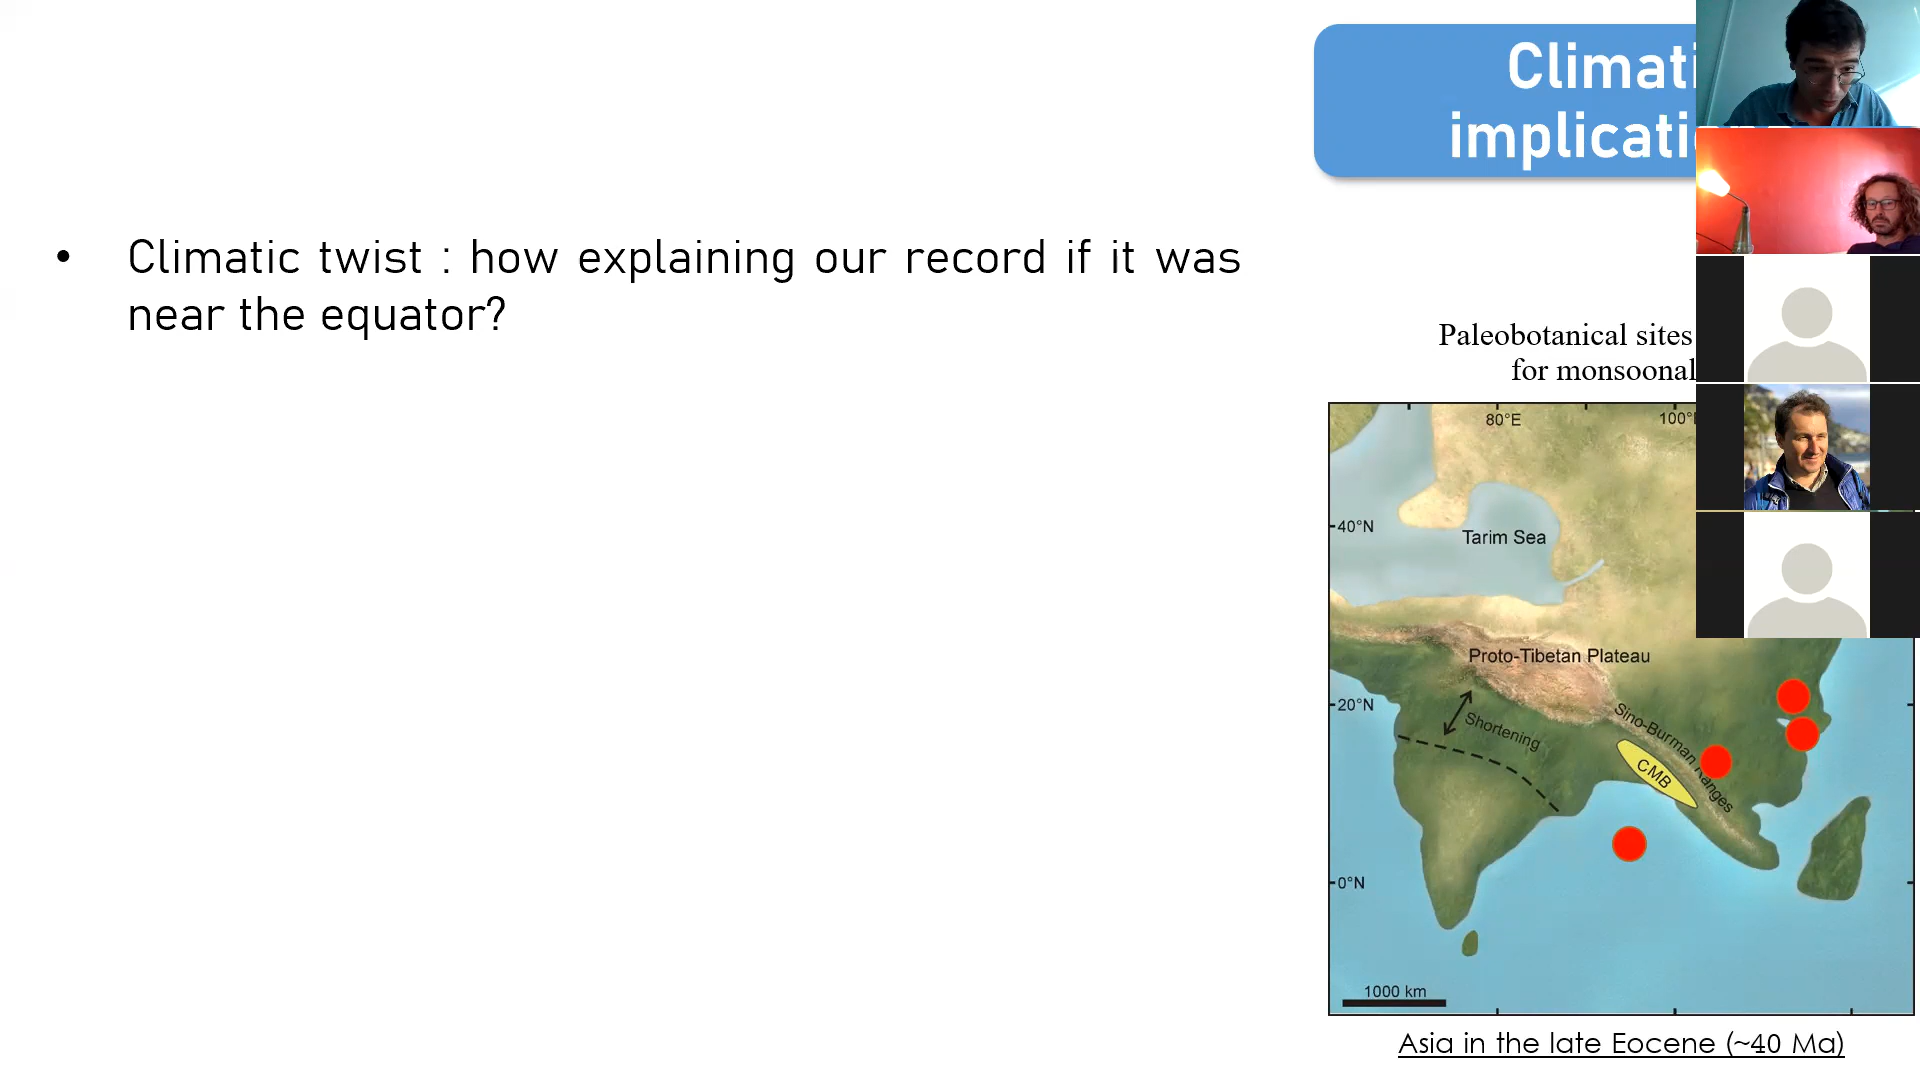 Climati
implicati
• Climatic twist : how explaining our record if it was
near the equator?
Paleobotanical sites
for monsoonal
80°E
100°
40°N
Tarim Sea
Proto-Tibetan Plateau
20°N
Shortening
Sino-Burman Ranges
CMB
0°N
1000 km
Asia in the late Eocene (~40 Ma)